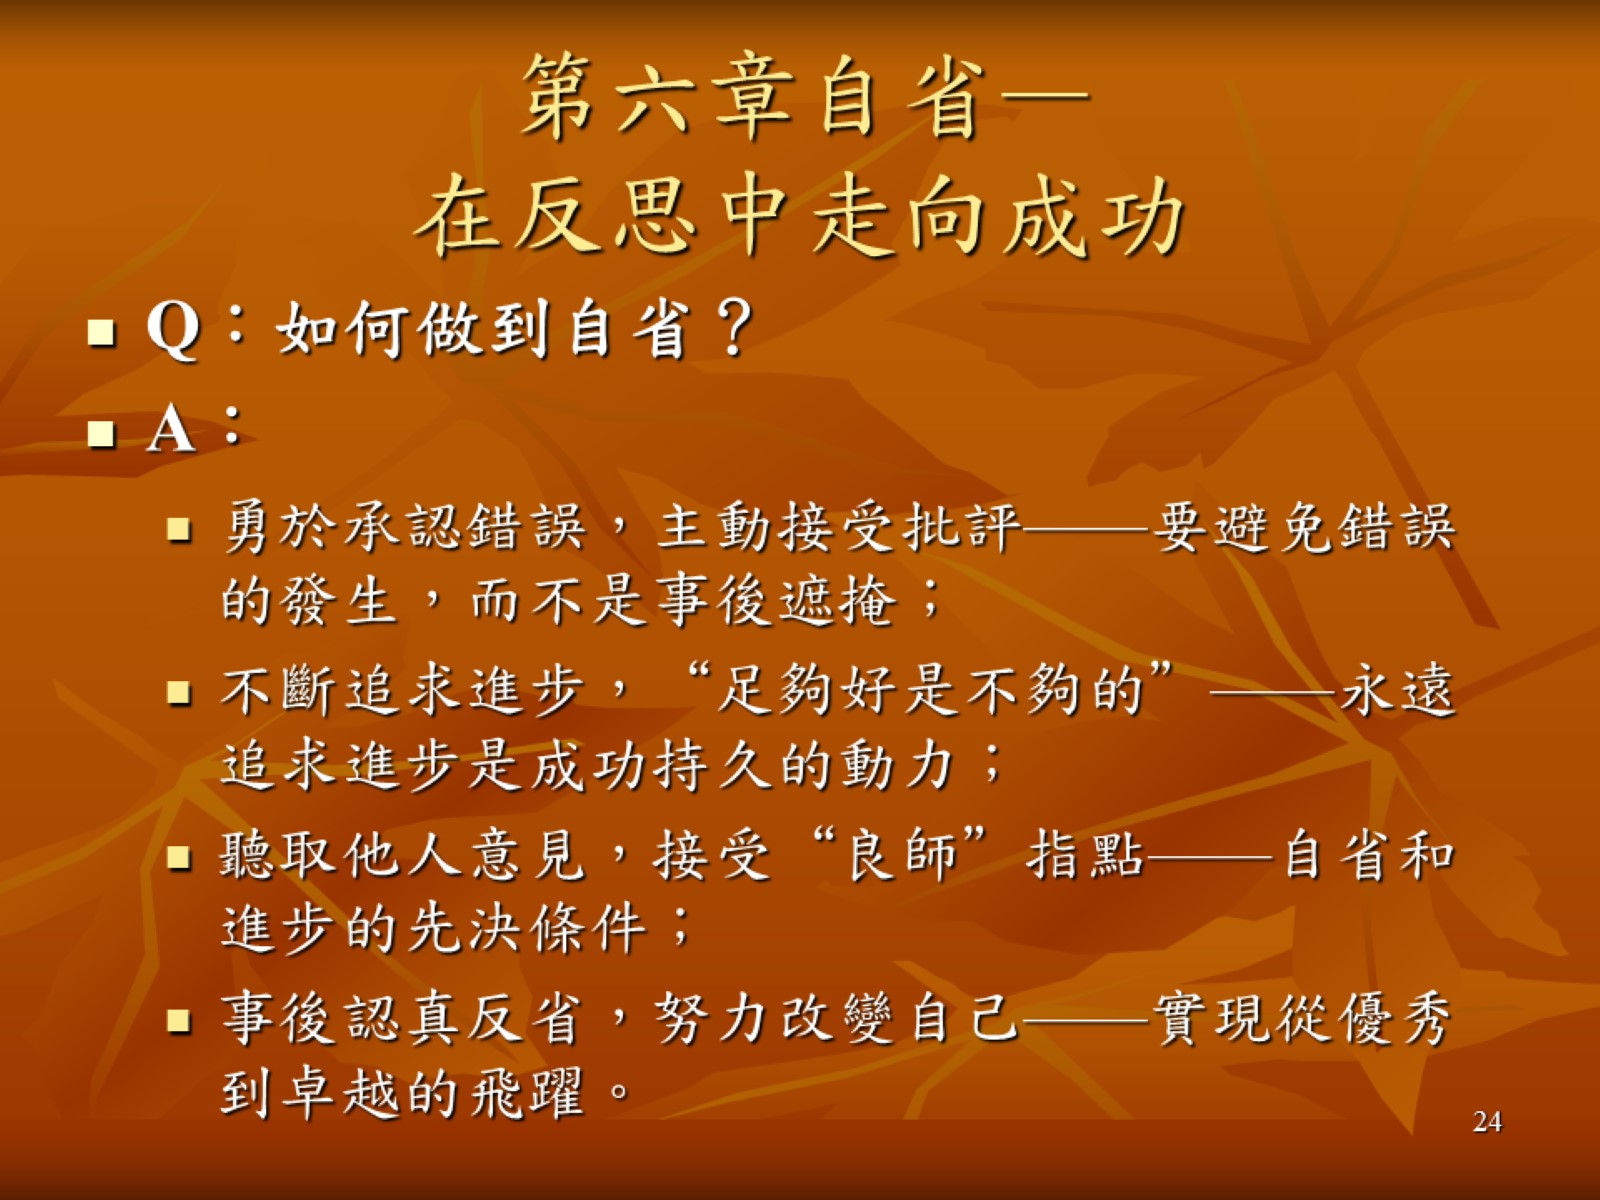 第六章自省—
在反思中走向成功
Q：如何做到自省？
A：
勇於承認錯誤，主動接受批評——要避免錯誤
的發生，而不是事後遮掩；
不斷追求進步，“足夠好是不夠的”——永遠
追求進步是成功持久的動力；
聽取他人意見，接受“良師”指點——自省和
進步的先決條件；
事後認真反省，努力改變自己——實現從優秀
到卓越的飛躍。
24